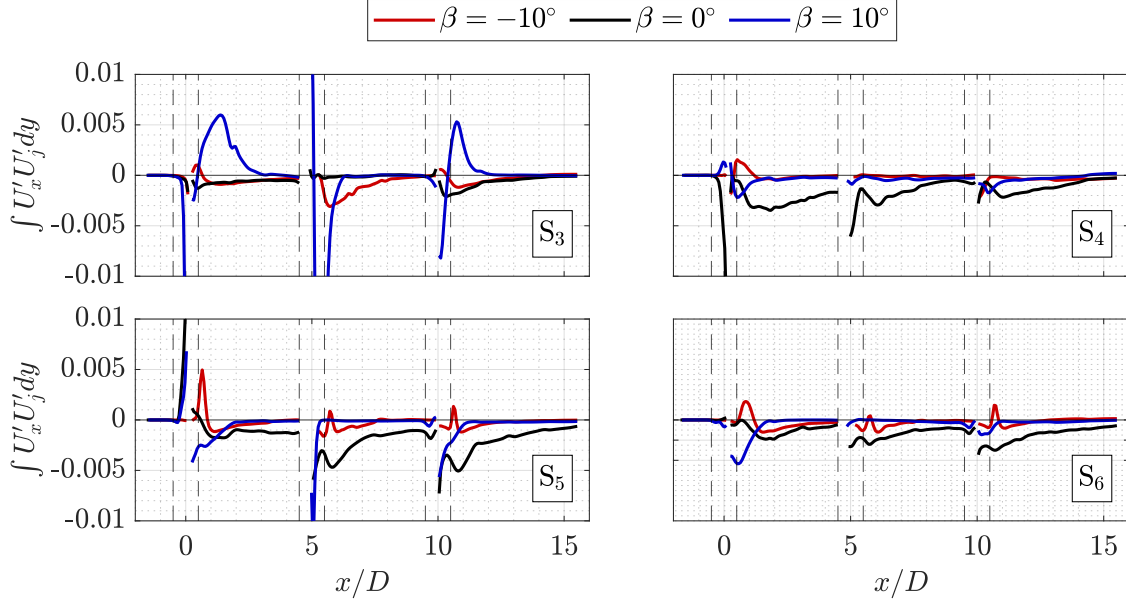 β = −10° β = 0° β = 10°
0.01
0.005
0
-0.005
-0.01
∫ U′ₓU′ⱼdy
S₃
S₄
0.01
0.005
0
-0.005
-0.01
∫ U′ₓU′ⱼdy
S₅
S₆
0 5 10 15
0 5 10 15
x/D
x/D